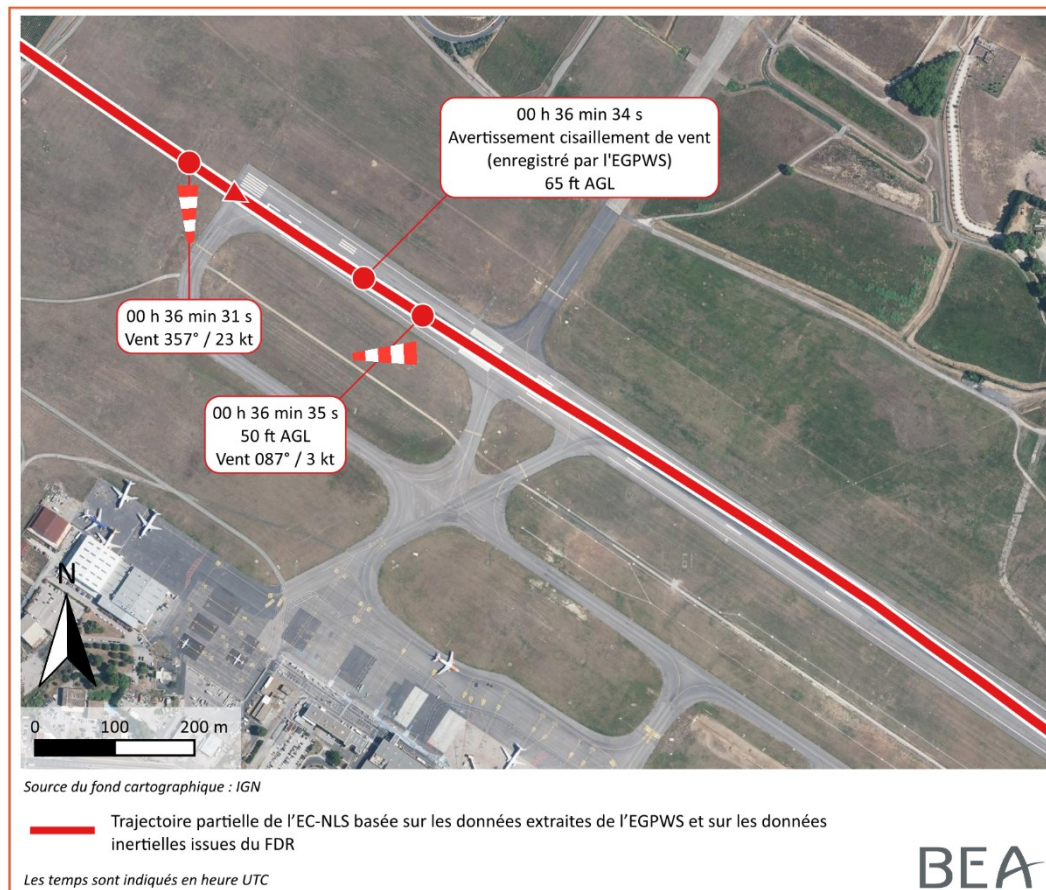 00 h 36 min 34 s
Avertissement cisaillement de vent
(enregistré par l'EGPWS)
65 ft AGL
00 h 36 min 31 s
Vent 357° / 23 kt
00 h 36 min 35 s
50 ft AGL
Vent 087° / 3 kt
N
0 100 200 m
Source du fond cartographique : IGN
Trajectoire partielle de l’EC-NLS basée sur les données extraites de l’EGPWS et sur les données
inertielles issues du FDR
Les temps sont indiqués en heure UTC
BEA